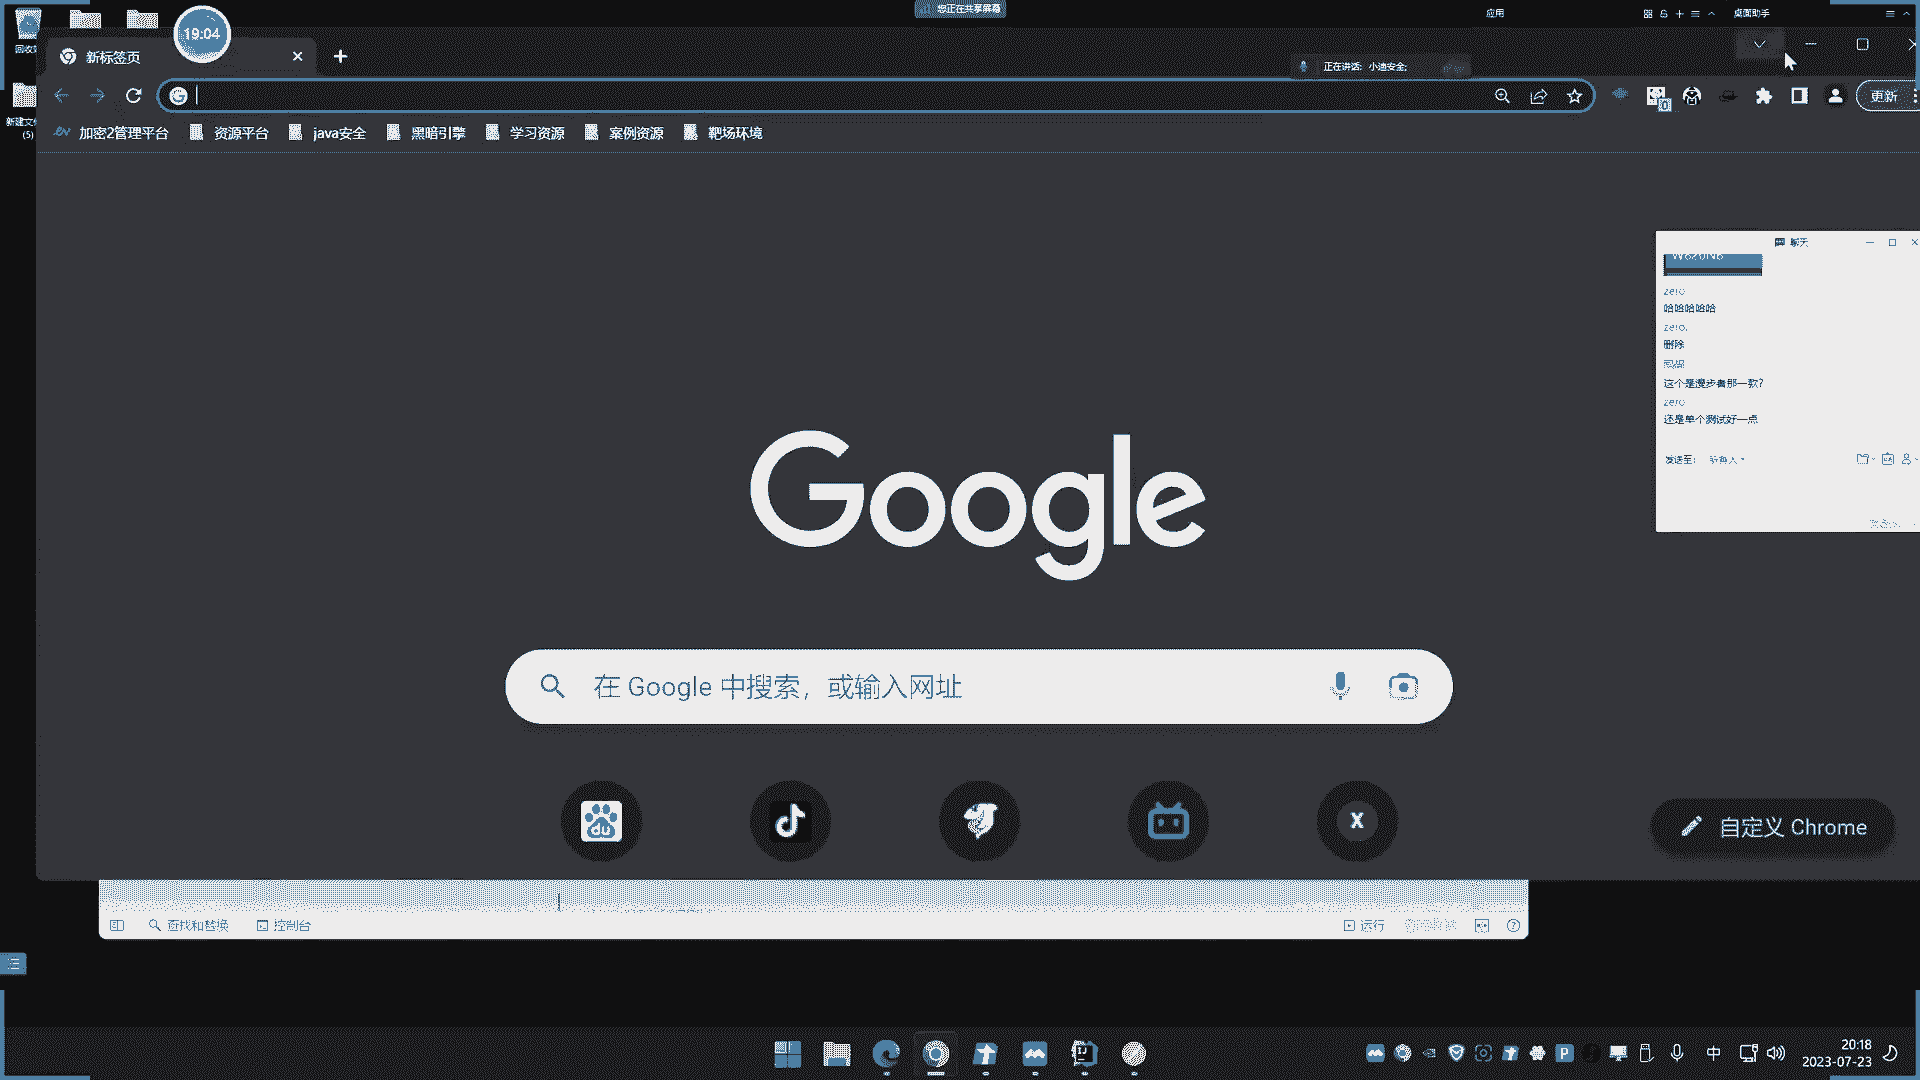 您正在共享屏幕
应用
桌面助手
19:04
新标签页
正在讲话: 小迪安全;
更新
加密2管理平台
资源平台
java安全
黑暗引擎
学习资源
案例资源
靶场环境
(5)
聊天
W820N6
zero
哈哈哈哈哈
zero.
删除
这个是漫步者那一款?
zero
还是单个测试好一点
发送至:
Google
在 Google 中搜索，或输入网址
du
X
自定义 Chrome
查找和替换
控制台
运行
中
20:18
2023-07-23